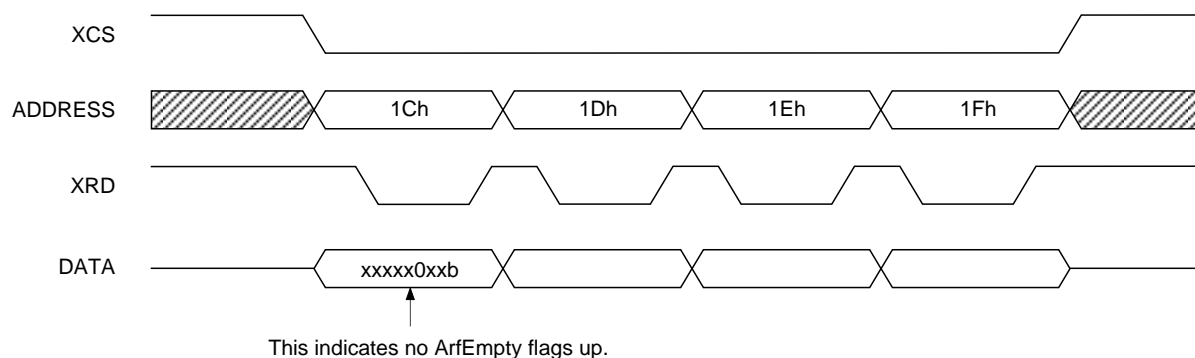 XCS
ADDRESS 1Ch 1Dh 1Eh 1Fh
XRD
DATA xxxxx0xxb
This indicates no ArfEmpty flags up.